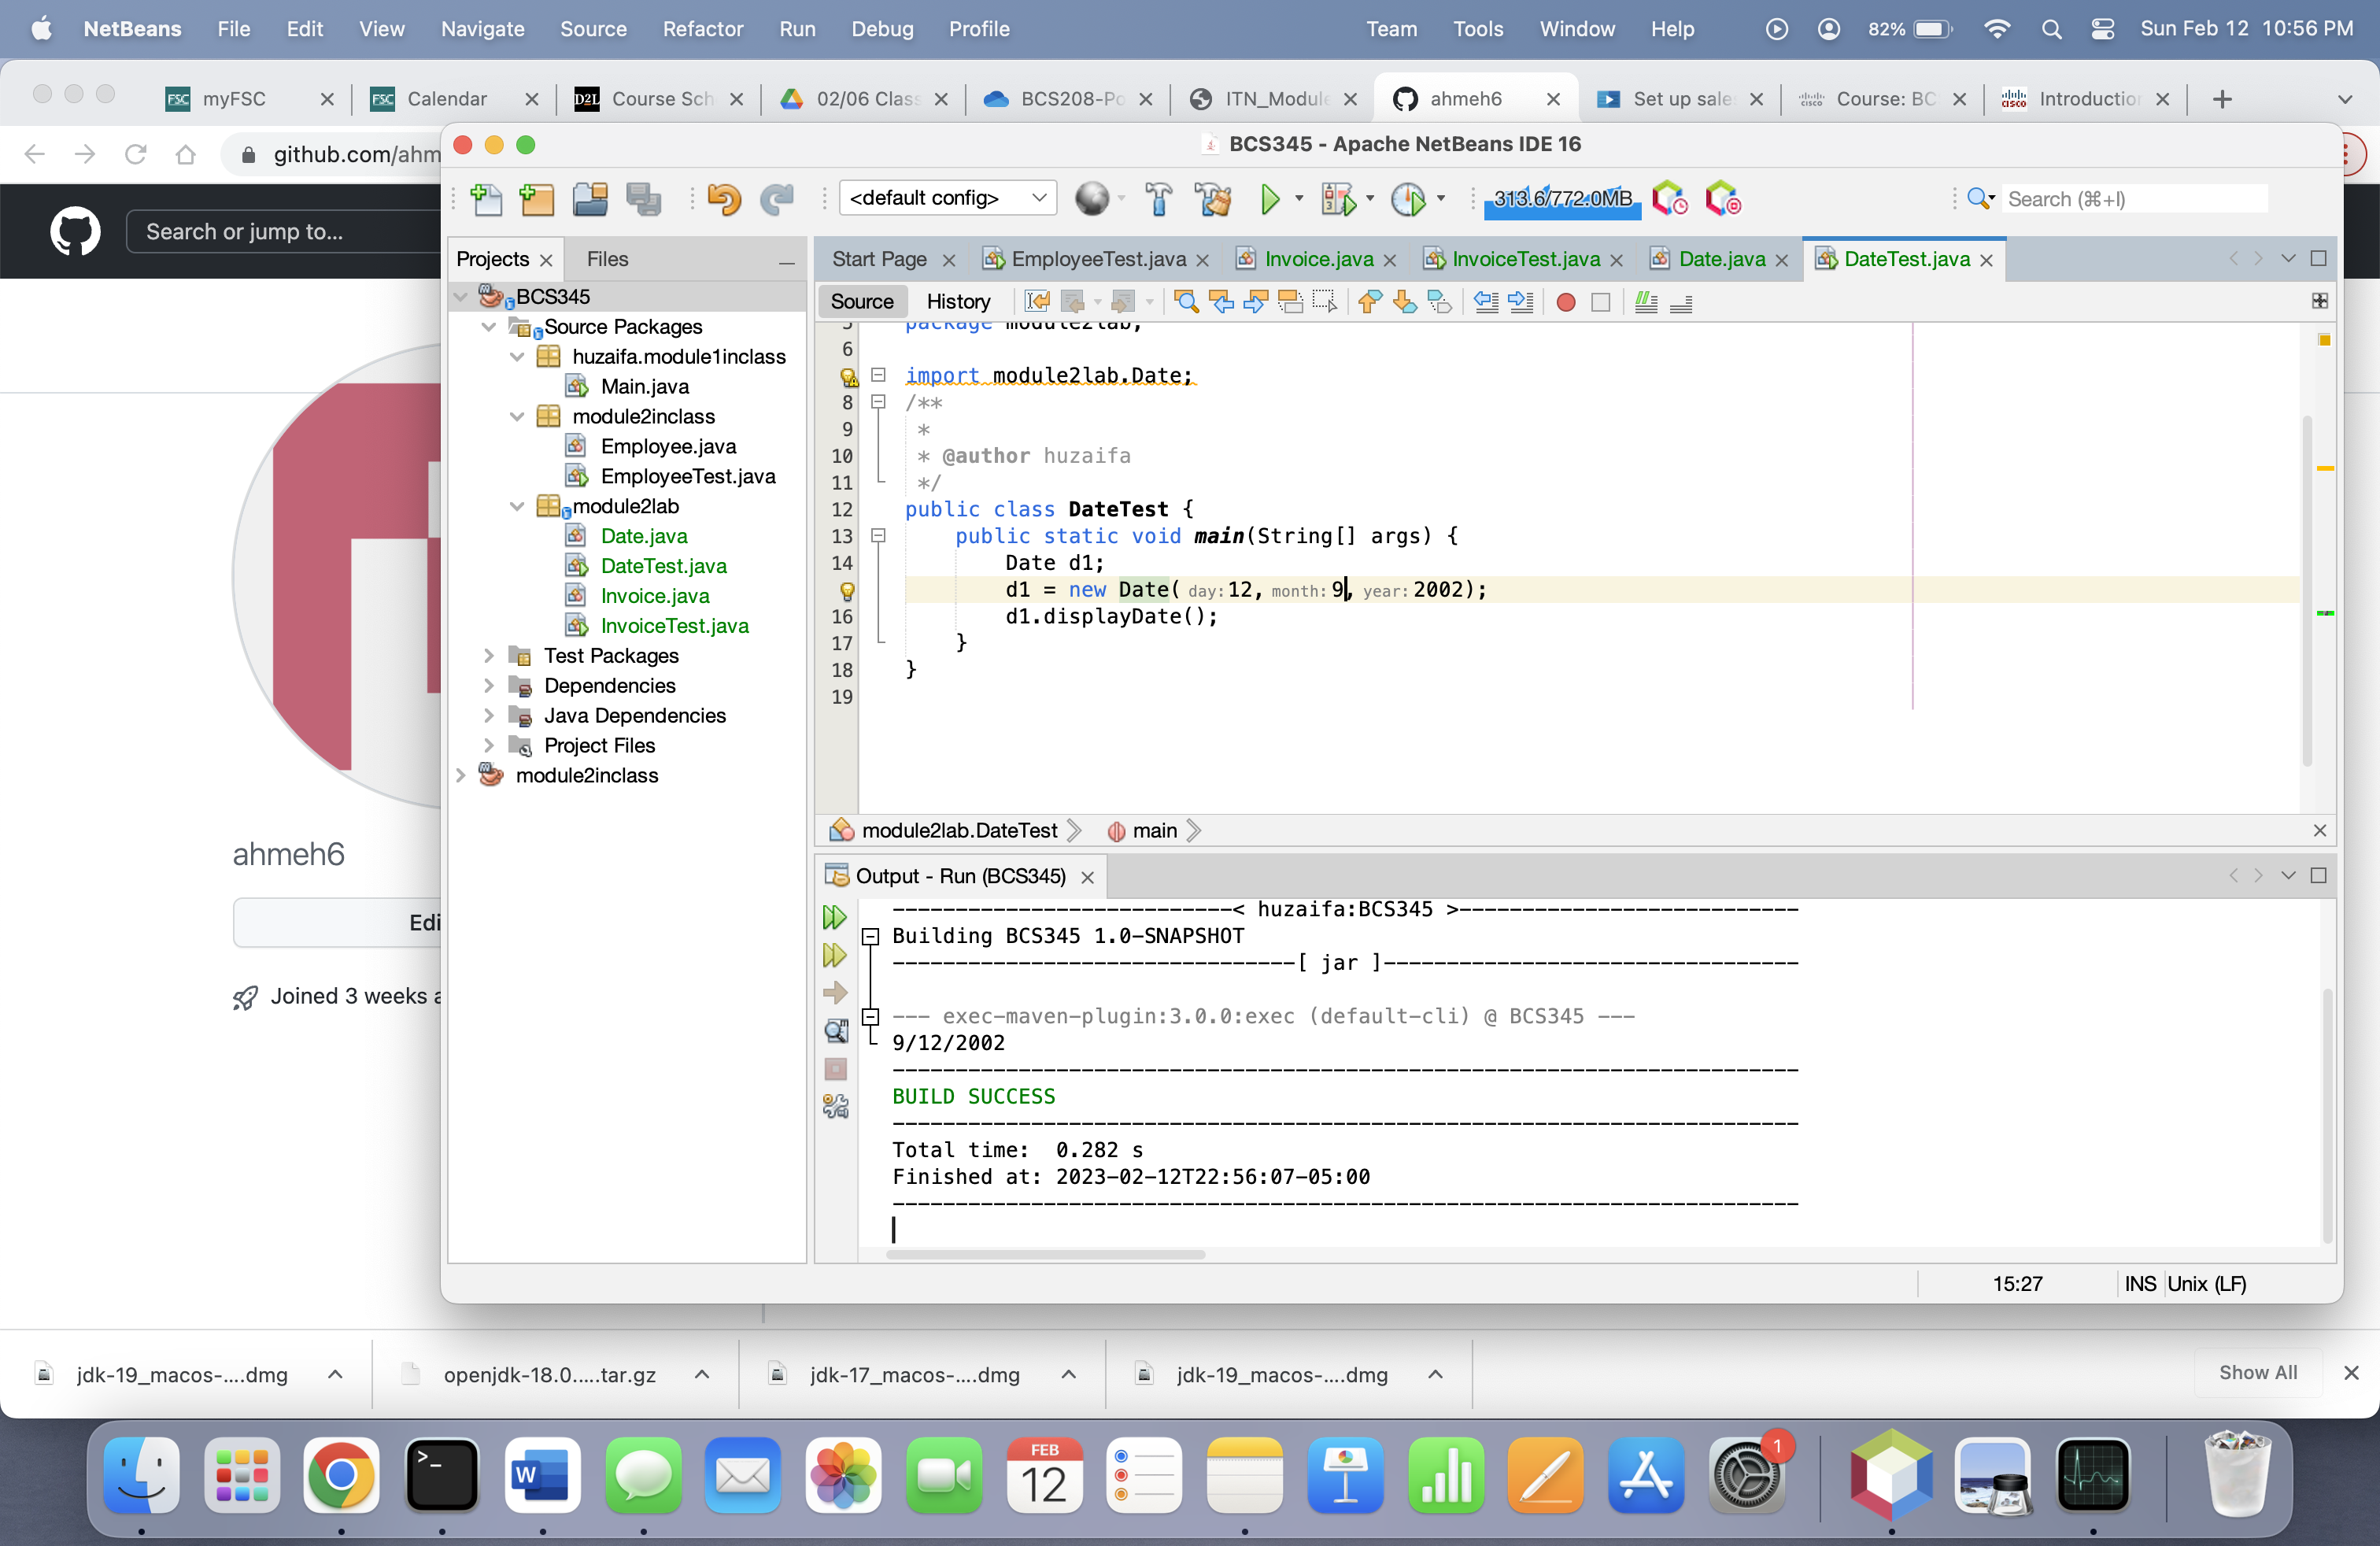 NetBeans File Edit View Navigate Source Refactor Run Debug Profile Team Tools Window Help 82% Sun Feb 12 10:56 PM
FSC myFSC FSC Calendar D2L Course Sch 02/06 Class BCS208-Po ITN_Module ahmeh6 Set up sale Course: BC Introduction
github.com/ahm
BCS345 - Apache NetBeans IDE 16
<default config> 313.6/772.0MB Search (⌘+I)
Search or jump to...
Projects Files
Start Page EmployeeTest.java Invoice.java InvoiceTest.java Date.java DateTest.java
Source History
BCS345
Source Packages
huzaifa.module1inclass
Main.java
module2inclass
Employee.java
EmployeeTest.java
module2lab
Date.java
DateTest.java
Invoice.java
InvoiceTest.java
Test Packages
Dependencies
Java Dependencies
Project Files
module2inclass
5 package module2lab;
6
import module2lab.Date;
8 /**
9 *
10 * @author huzaifa
11 */
12 public class DateTest {
13 public static void main(String[] args) {
14 Date d1;
d1 = new Date( day: 12, month: 9, year: 2002);
16 d1.displayDate();
17 }
18 }
19
module2lab.DateTest main
Output - Run (BCS345)
---------------------------< huzaifa:BCS345 >---------------------------
Building BCS345 1.0-SNAPSHOT
--------------------------------[ jar ]---------------------------------
--- exec-maven-plugin:3.0.0:exec (default-cli) @ BCS345 ---
9/12/2002
------------------------------------------------------------------------
BUILD SUCCESS
------------------------------------------------------------------------
Total time: 0.282 s
Finished at: 2023-02-12T22:56:07-05:00
------------------------------------------------------------------------
15:27 INS Unix (LF)
ahmeh6
Edi
Joined 3 weeks a
jdk-19_macos-....dmg openjdk-18.0.....tar.gz jdk-17_macos-....dmg jdk-19_macos-....dmg Show All
FEB
12
1